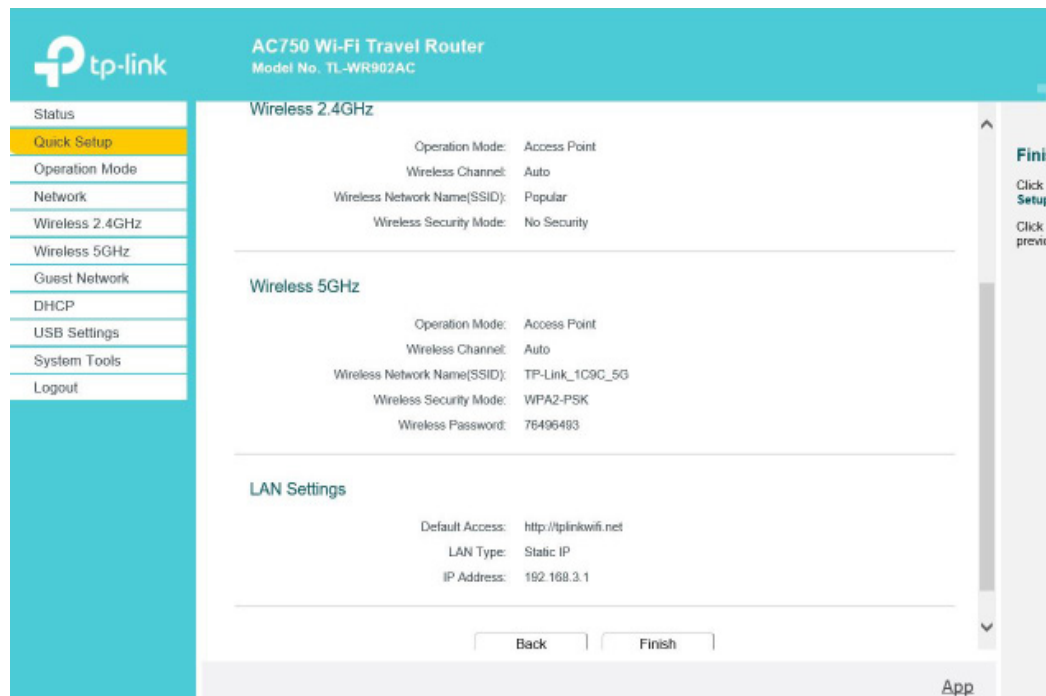 tp-link
AC750 Wi-Fi Travel Router
Model No. TL-WR902AC
Status
Quick Setup
Operation Mode
Network
Wireless 2.4GHz
Wireless 5GHz
Guest Network
DHCP
USB Settings
System Tools
Logout
Wireless 2.4GHz
Operation Mode: Access Point
Wireless Channel: Auto
Wireless Network Name(SSID): Popular
Wireless Security Mode: No Security
Wireless 5GHz
Operation Mode: Access Point
Wireless Channel: Auto
Wireless Network Name(SSID): TP-Link_1C9C_5G
Wireless Security Mode: WPA2-PSK
Wireless Password: 76496493
LAN Settings
Default Access: http://tplinkwifi.net
LAN Type: Static IP
IP Address: 192.168.3.1
Back Finish
App
Click
Click